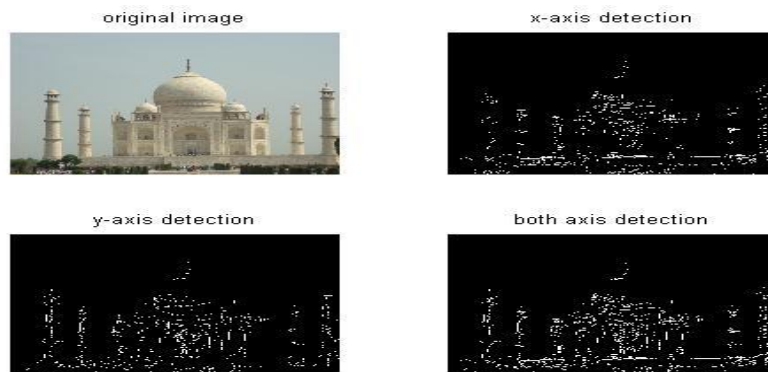 original image
x-axis detection
y-axis detection
both axis detection